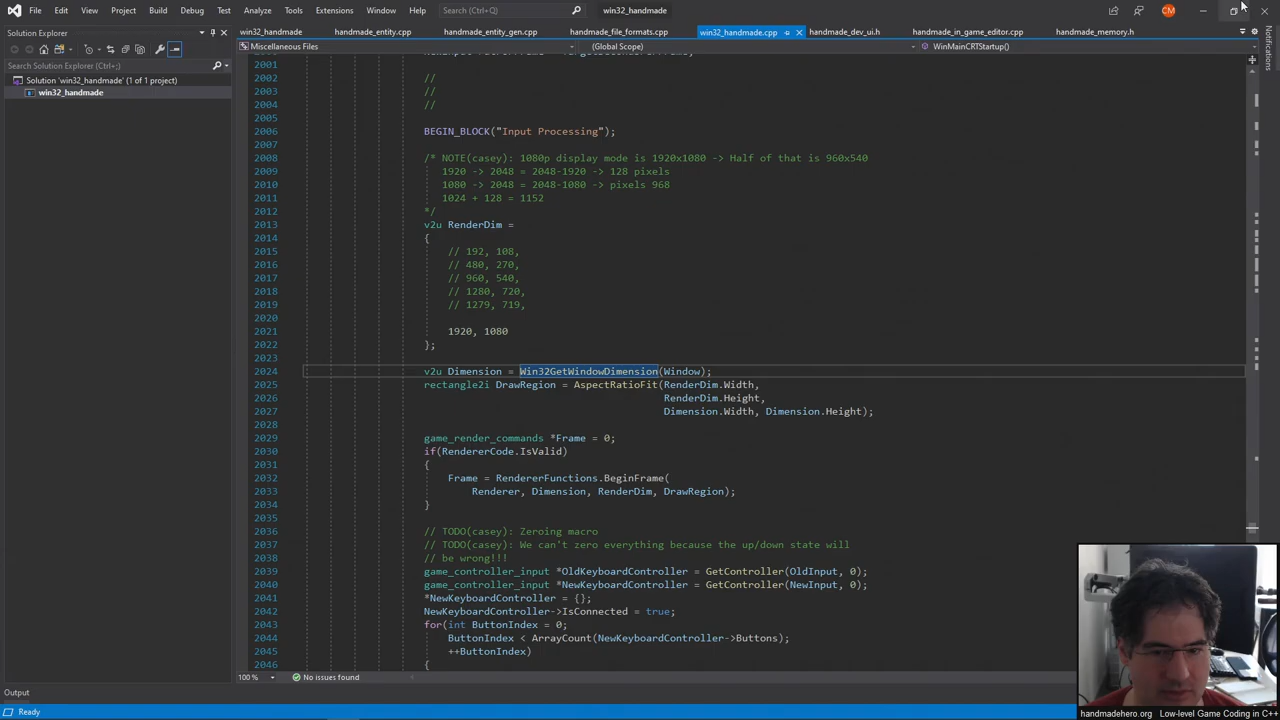 File Edit View Project Build Debug Test Analyze Tools Extensions Window Help Search (Ctrl+Q) win32_handmade CM
Solution Explorer
win32_handmade handmade_entity.cpp handmade_entity_gen.cpp handmade_file_formats.cpp win32_handmade.cpp handmade_dev_ui.h handmade_in_game_editor.cpp handmade_memory.h
Miscellaneous Files (Global Scope) WinMainCRTStartup()
Notifications
Search Solution Explorer (Ctrl+;)
Solution 'win32_handmade' (1 of 1 project)
win32_handmade
2001
2002 //
2003 //
2004 //
2005
2006 BEGIN_BLOCK("Input Processing");
2007
2008 /* NOTE(casey): 1080p display mode is 1920x1080 -> Half of that is 960x540
2009 1920 -> 2048 = 2048-1920 -> 128 pixels
2010 1080 -> 2048 = 2048-1080 -> pixels 968
2011 1024 + 128 = 1152
2012 */
2013 v2u RenderDim =
2014 {
2015 // 192, 108,
2016 // 480, 270,
2017 // 960, 540,
2018 // 1280, 720,
2019 // 1279, 719,
2020
2021 1920, 1080
2022 };
2023
2024 v2u Dimension = Win32GetWindowDimension(Window);
2025 rectangle2i DrawRegion = AspectRatioFit(RenderDim.Width,
2026 RenderDim.Height,
2027 Dimension.Width, Dimension.Height);
2028
2029 game_render_commands *Frame = 0;
2030 if(RendererCode.IsValid)
2031 {
2032 Frame = RendererFunctions.BeginFrame(
2033 Renderer, Dimension, RenderDim, DrawRegion);
2034 }
2035
2036 // TODO(casey): Zeroing macro
2037 // TODO(casey): We can't zero everything because the up/down state will
2038 // be wrong!!!
2039 game_controller_input *OldKeyboardController = GetController(OldInput, 0);
2040 game_controller_input *NewKeyboardController = GetController(NewInput, 0);
2041 *NewKeyboardController = {};
2042 NewKeyboardController->IsConnected = true;
2043 for(int ButtonIndex = 0;
2044 ButtonIndex < ArrayCount(NewKeyboardController->Buttons);
2045 ++ButtonIndex)
2046 {
100 % No issues found
Output
Ready
handmadehero.org Low-level Game Coding in C++